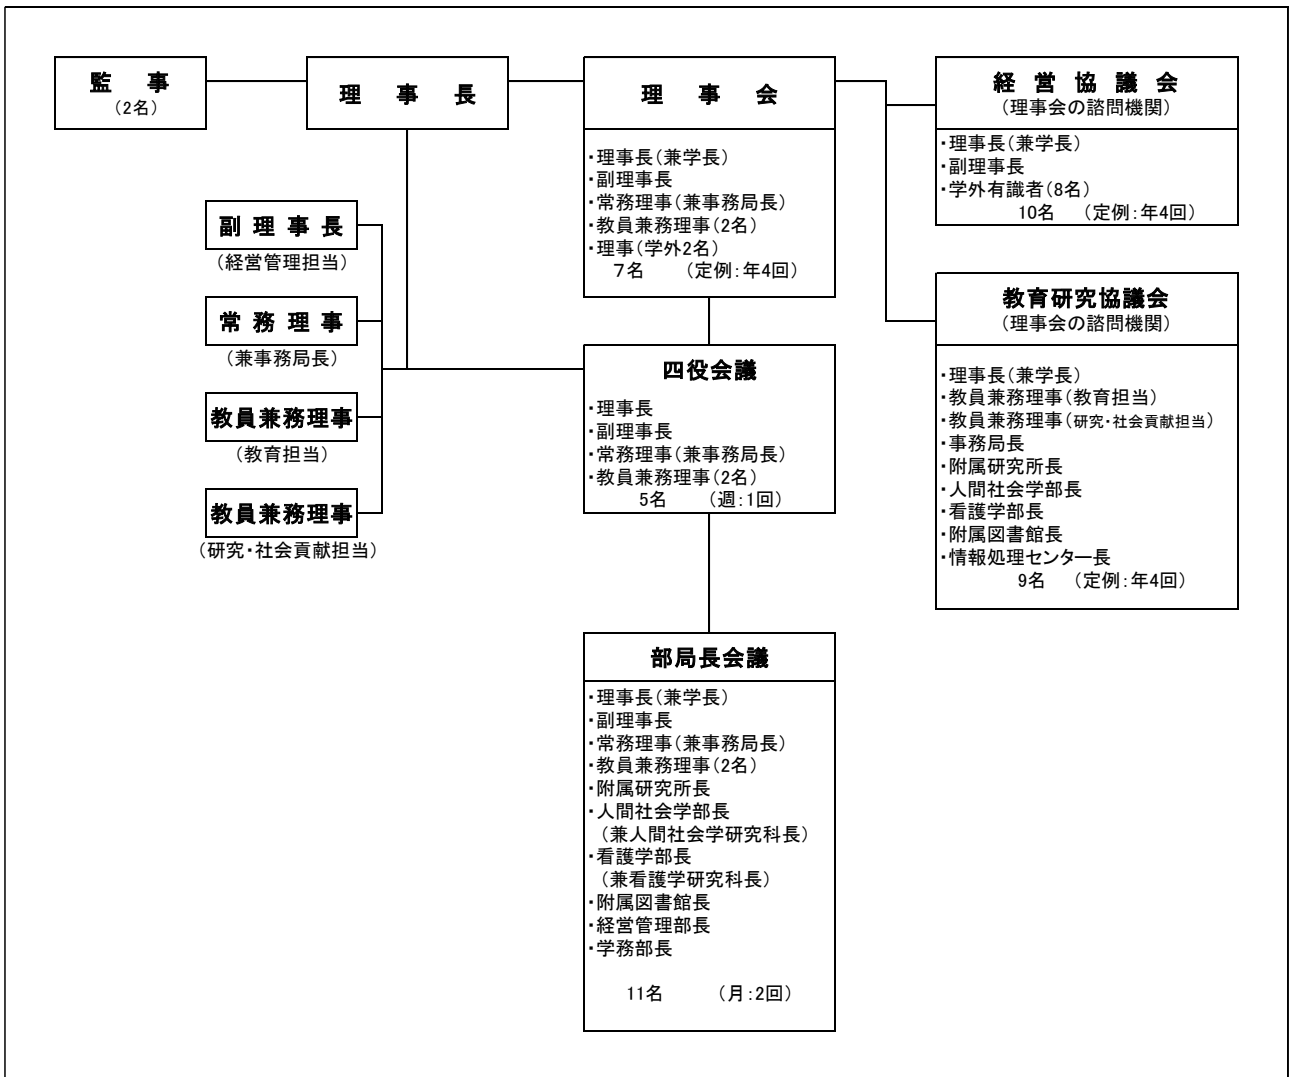 監　事
（2名）
理　事　長
副 理 事 長
（経営管理担当）
常 務 理 事
（兼事務局長）
教員兼務理事
（教育担当）
教員兼務理事
（研究・社会貢献担当）
理　事　会
・理事長（兼学長）
・副理事長
・常務理事（兼事務局長）
・教員兼務理事（2名）
・理事（学外2名）
7名　（定例：年4回）
四役会議
・理事長
・副理事長
・常務理事（兼事務局長）
・教員兼務理事（2名）
5名　（週：1回）
部局長会議
・理事長（兼学長）
・副理事長
・常務理事（兼事務局長）
・教員兼務理事（2名）
・附属研究所長
・人間社会学部長
（兼人間社会学研究科長）
・看護学部長
（兼看護学研究科長）
・附属図書館長
・経営管理部長
・学務部長
11名　（月：2回）
経 営 協 議 会
（理事会の諮問機関）
・理事長（兼学長）
・副理事長
・学外有識者（8名）
10名　（定例：年4回）
教育研究協議会
（理事会の諮問機関）
・理事長（兼学長）
・教員兼務理事（教育担当）
・教員兼務理事（研究・社会貢献担当）
・事務局長
・附属研究所長
・人間社会学部長
・看護学部長
・附属図書館長
・情報処理センター長
9名　（定例：年4回）